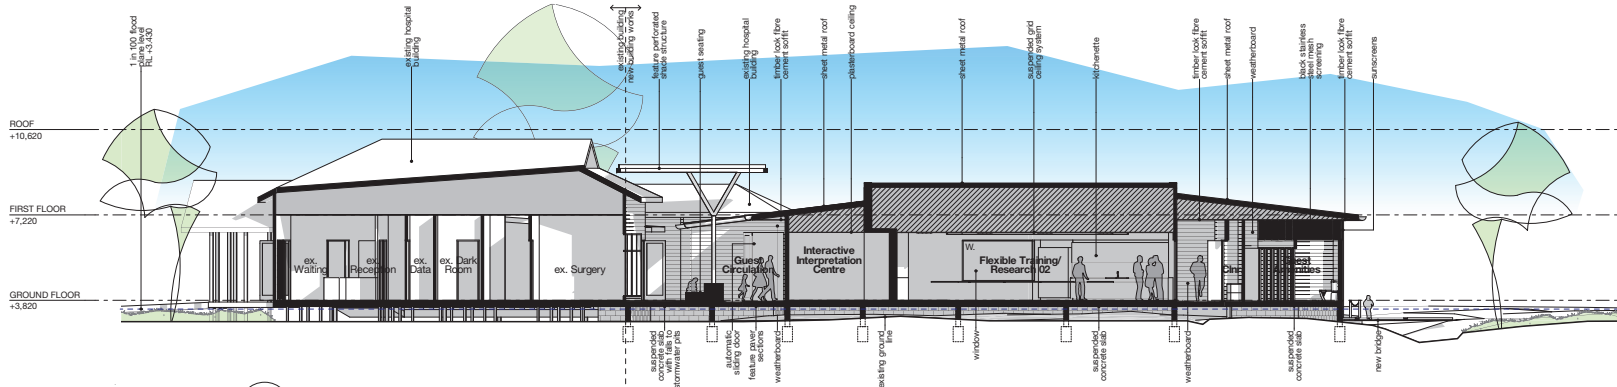 1 in 100 flood
plane level
RL +3.430
existing hospital
building
existing building
new building works
feature perforated
shade structure
guest seating
existing hospital
building
timber look fibre
cement soffit
sheet metal roof
plasterboard ceiling
sheet metal roof
suspended grid
ceiling system
kitchenette
timber look fibre
cement soffit
sheet metal roof
weatherboard
black stainless
steel mesh
screening
timber look fibre
cement soffit
sunscreens
ROOF
+10,620
FIRST FLOOR
+7,220
GROUND FLOOR
+3,820
ex.
Waiting
ex.
Reception
ex.
Data
ex. Dark
Room
ex. Surgery
Guest
Circulation
Interactive
Interpretation
Centre
W.
Flexible Training/
Research 02
Clnr
Guest
Amenities
suspended
concrete slab
with falls to
stormwater pits
automatic
sliding door
feature paver
sections
weatherboard
existing ground
line
window
suspended
concrete slab
weatherboard
suspended
concrete slab
new bridge